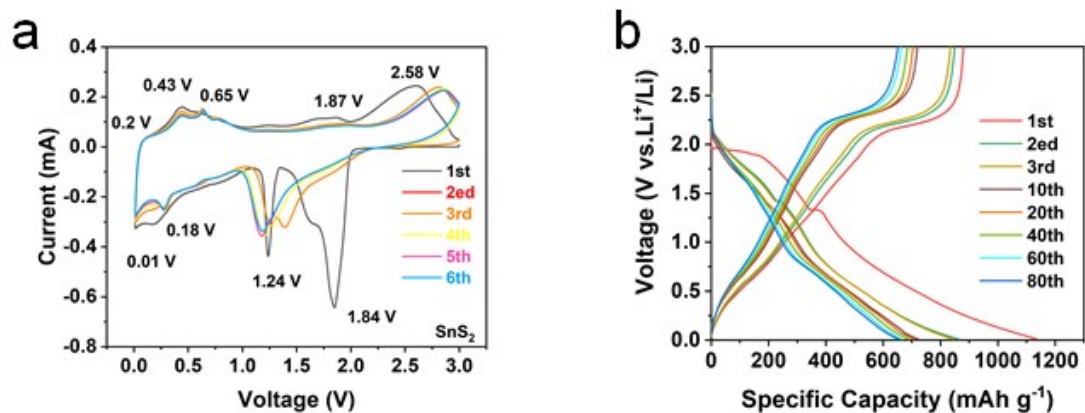 a
0.4
0.2
0.0
-0.2
-0.4
-0.6
-0.8
Current (mA)
0.0
0.5
1.0
1.5
2.0
2.5
3.0
Voltage (V)
0.2 V
0.43 V
0.65 V
1.87 V
2.58 V
0.01 V
0.18 V
1.24 V
1.84 V
1st
2ed
3rd
4th
5th
6th
SnS₂
b
3.0
2.5
2.0
1.5
1.0
0.5
0.0
Voltage (V vs.Li⁺/Li)
0
200
400
600
800
1000
1200
Specific Capacity (mAh g⁻¹)
1st
2ed
3rd
10th
20th
40th
60th
80th